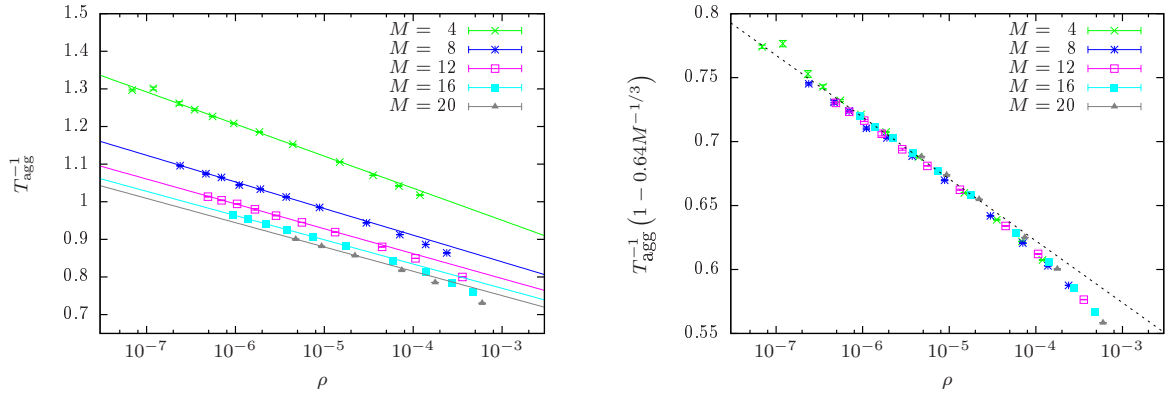 1.5
1.4
1.3
1.2
1.1
1
0.9
0.8
0.7
T_agg^{-1}
10^{-7} 10^{-6} 10^{-5} 10^{-4} 10^{-3}
ρ
M = 4
M = 8
M = 12
M = 16
M = 20
0.8
0.75
0.7
0.65
0.6
0.55
T_agg^{-1} (1 − 0.64M^{−1/3})
10^{-7} 10^{-6} 10^{-5} 10^{-4} 10^{-3}
ρ
M = 4
M = 8
M = 12
M = 16
M = 20